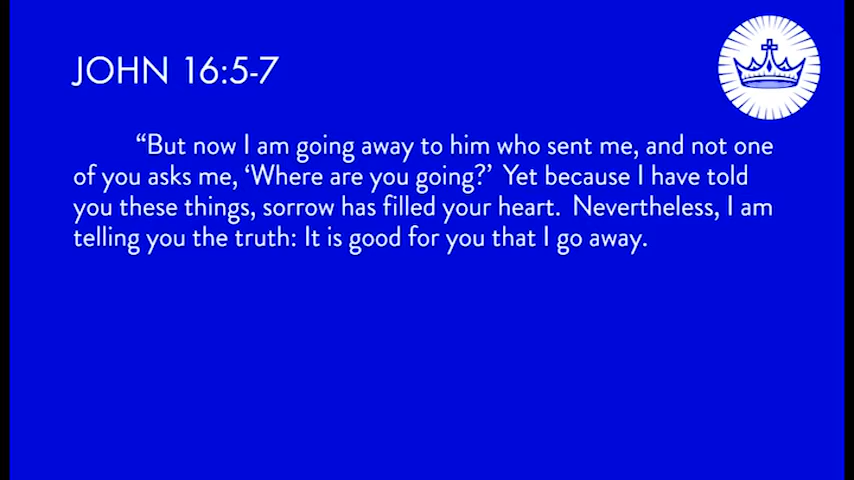 JOHN 16:5-7
“But now I am going away to him who sent me, and not one
of you asks me, ‘Where are you going?’ Yet because I have told
you these things, sorrow has filled your heart. Nevertheless, I am
telling you the truth: It is good for you that I go away.